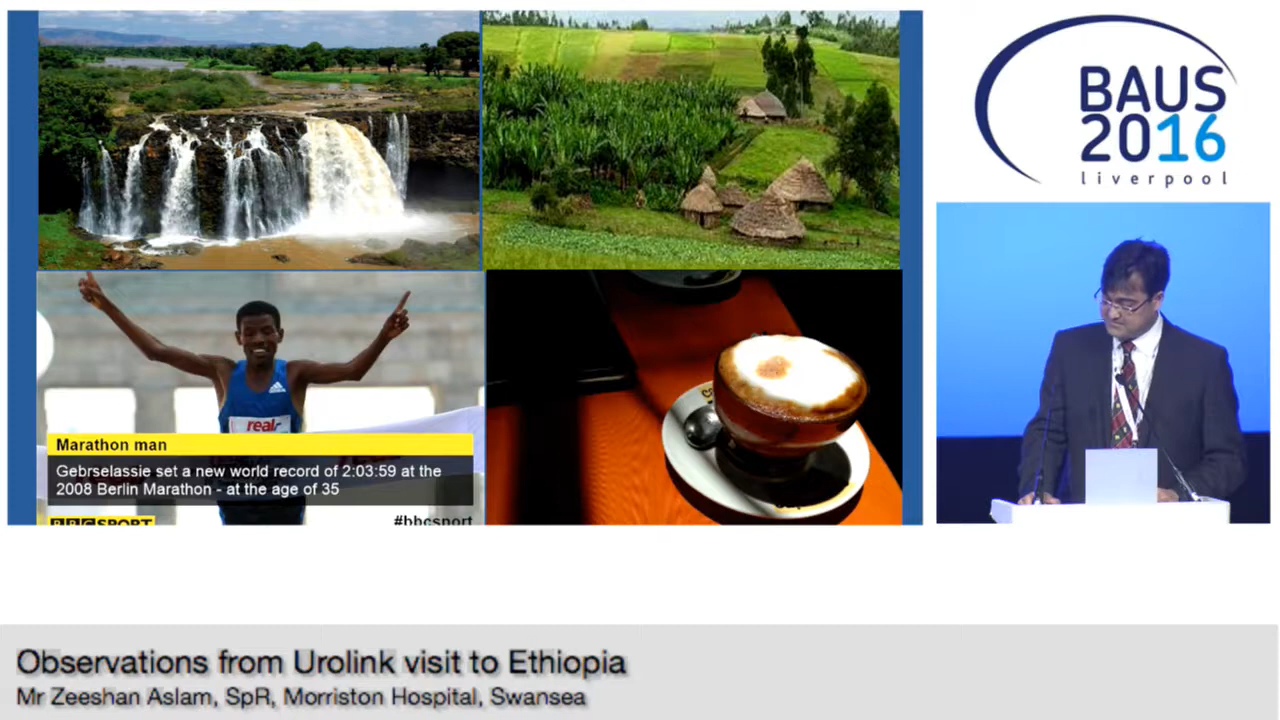 BAUS
2016
liverpool
real,-
Marathon man
Gebrselassie set a new world record of 2:03:59 at the
2008 Berlin Marathon - at the age of 35
BBC SPORT
#bbcsport
Observations from Urolink visit to Ethiopia
Mr Zeeshan Aslam, SpR, Morriston Hospital, Swansea